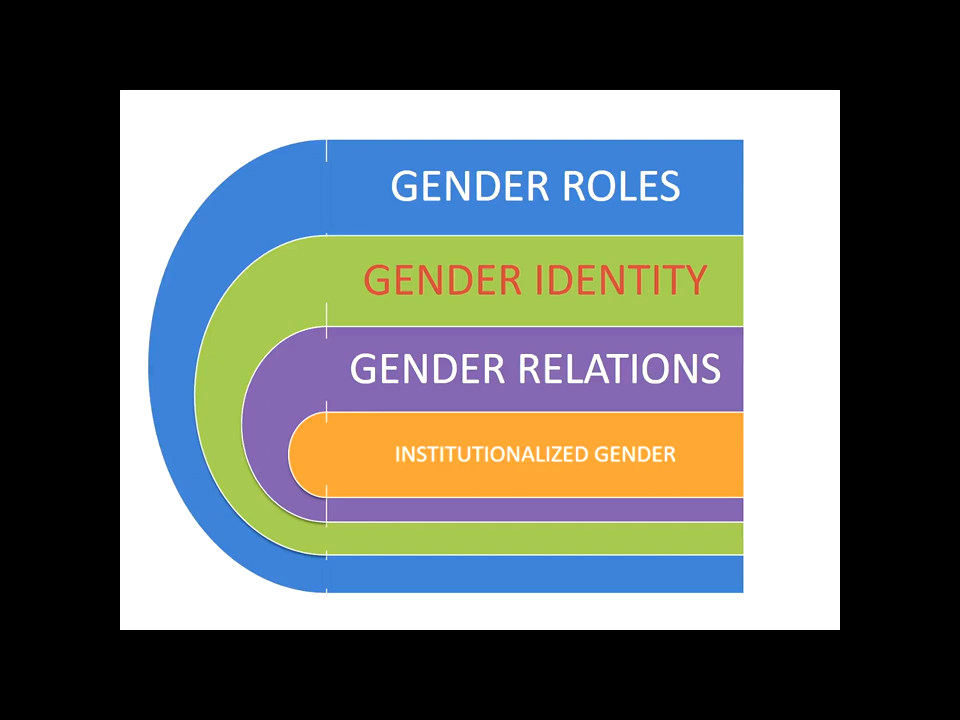 GENDER ROLES
GENDER IDENTITY
GENDER RELATIONS
INSTITUTIONALIZED GENDER